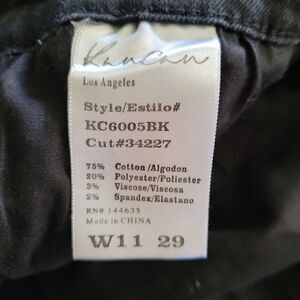 Kancan
Los Angeles
Style/Estilo#
KC6005BK
Cut#34227
75% Cotton/Algodon
20% Polyester/Poliester
3% Viscose/Viscosa
2% Spandex/Elastano
RN# 144635
Made in CHINA
W11 29